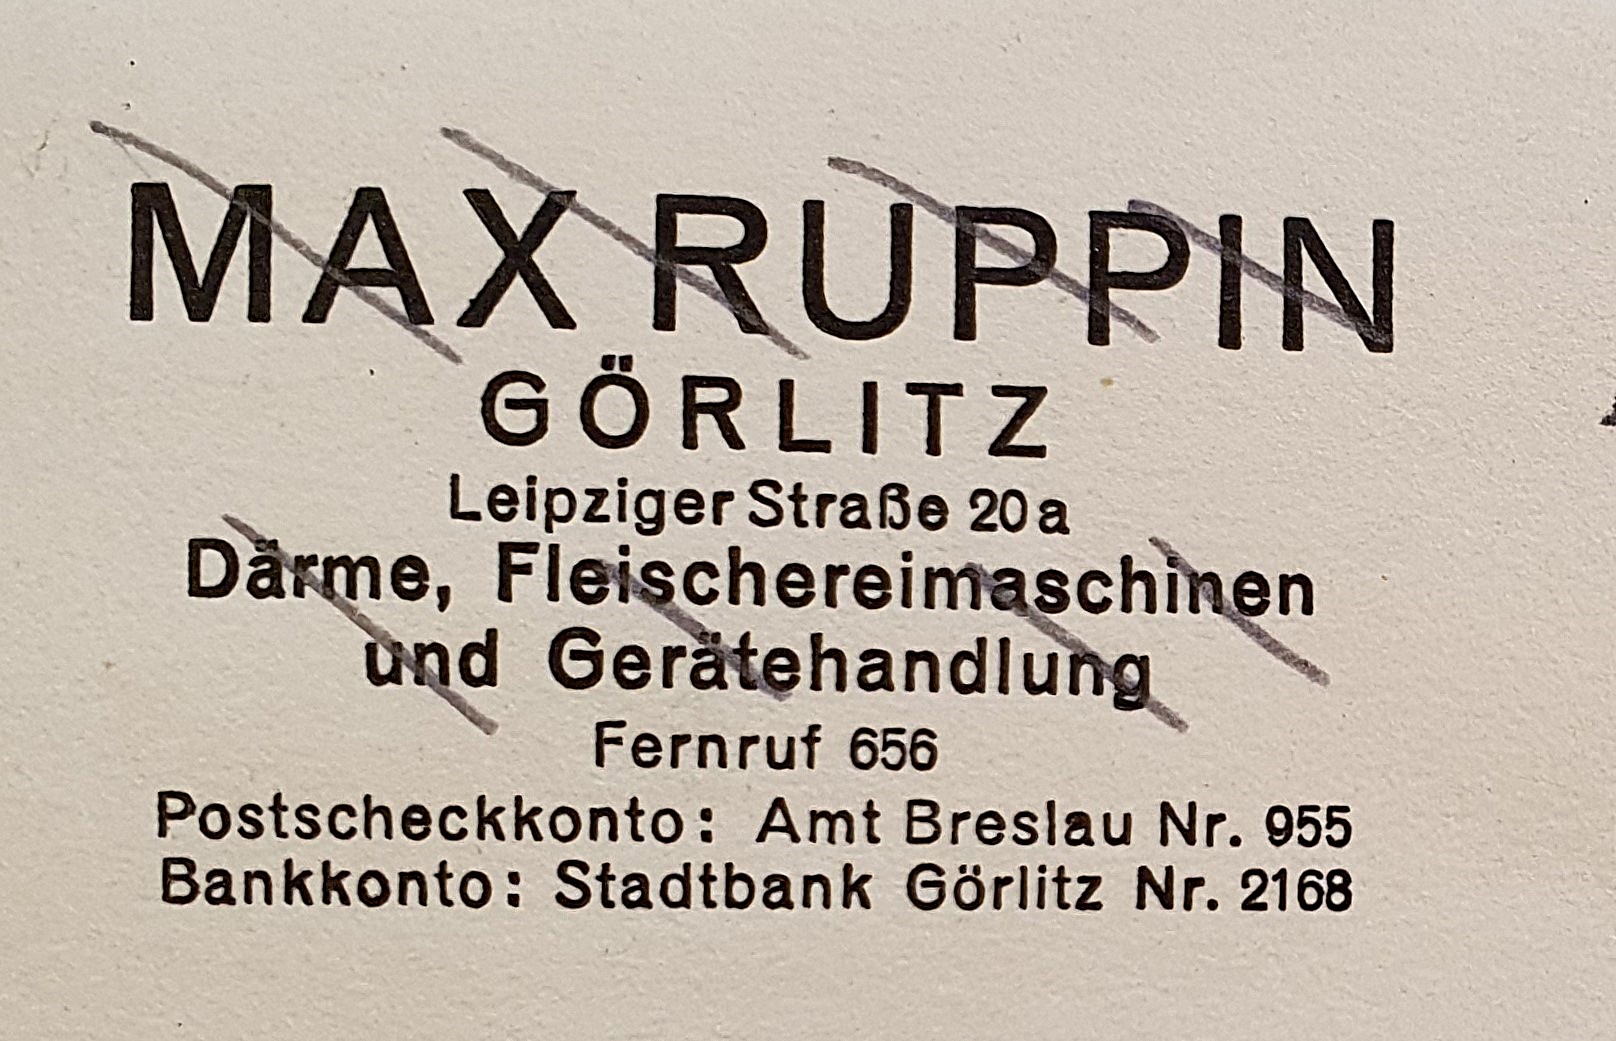 MAX RUPPIN
GÖRLITZ
Leipziger Straße 20a
Därme, Fleischereimaschinen
und Gerätehandlung
Fernruf 656
Postscheckkonto: Amt Breslau Nr. 955
Bankkonto: Stadtbank Görlitz Nr. 2168